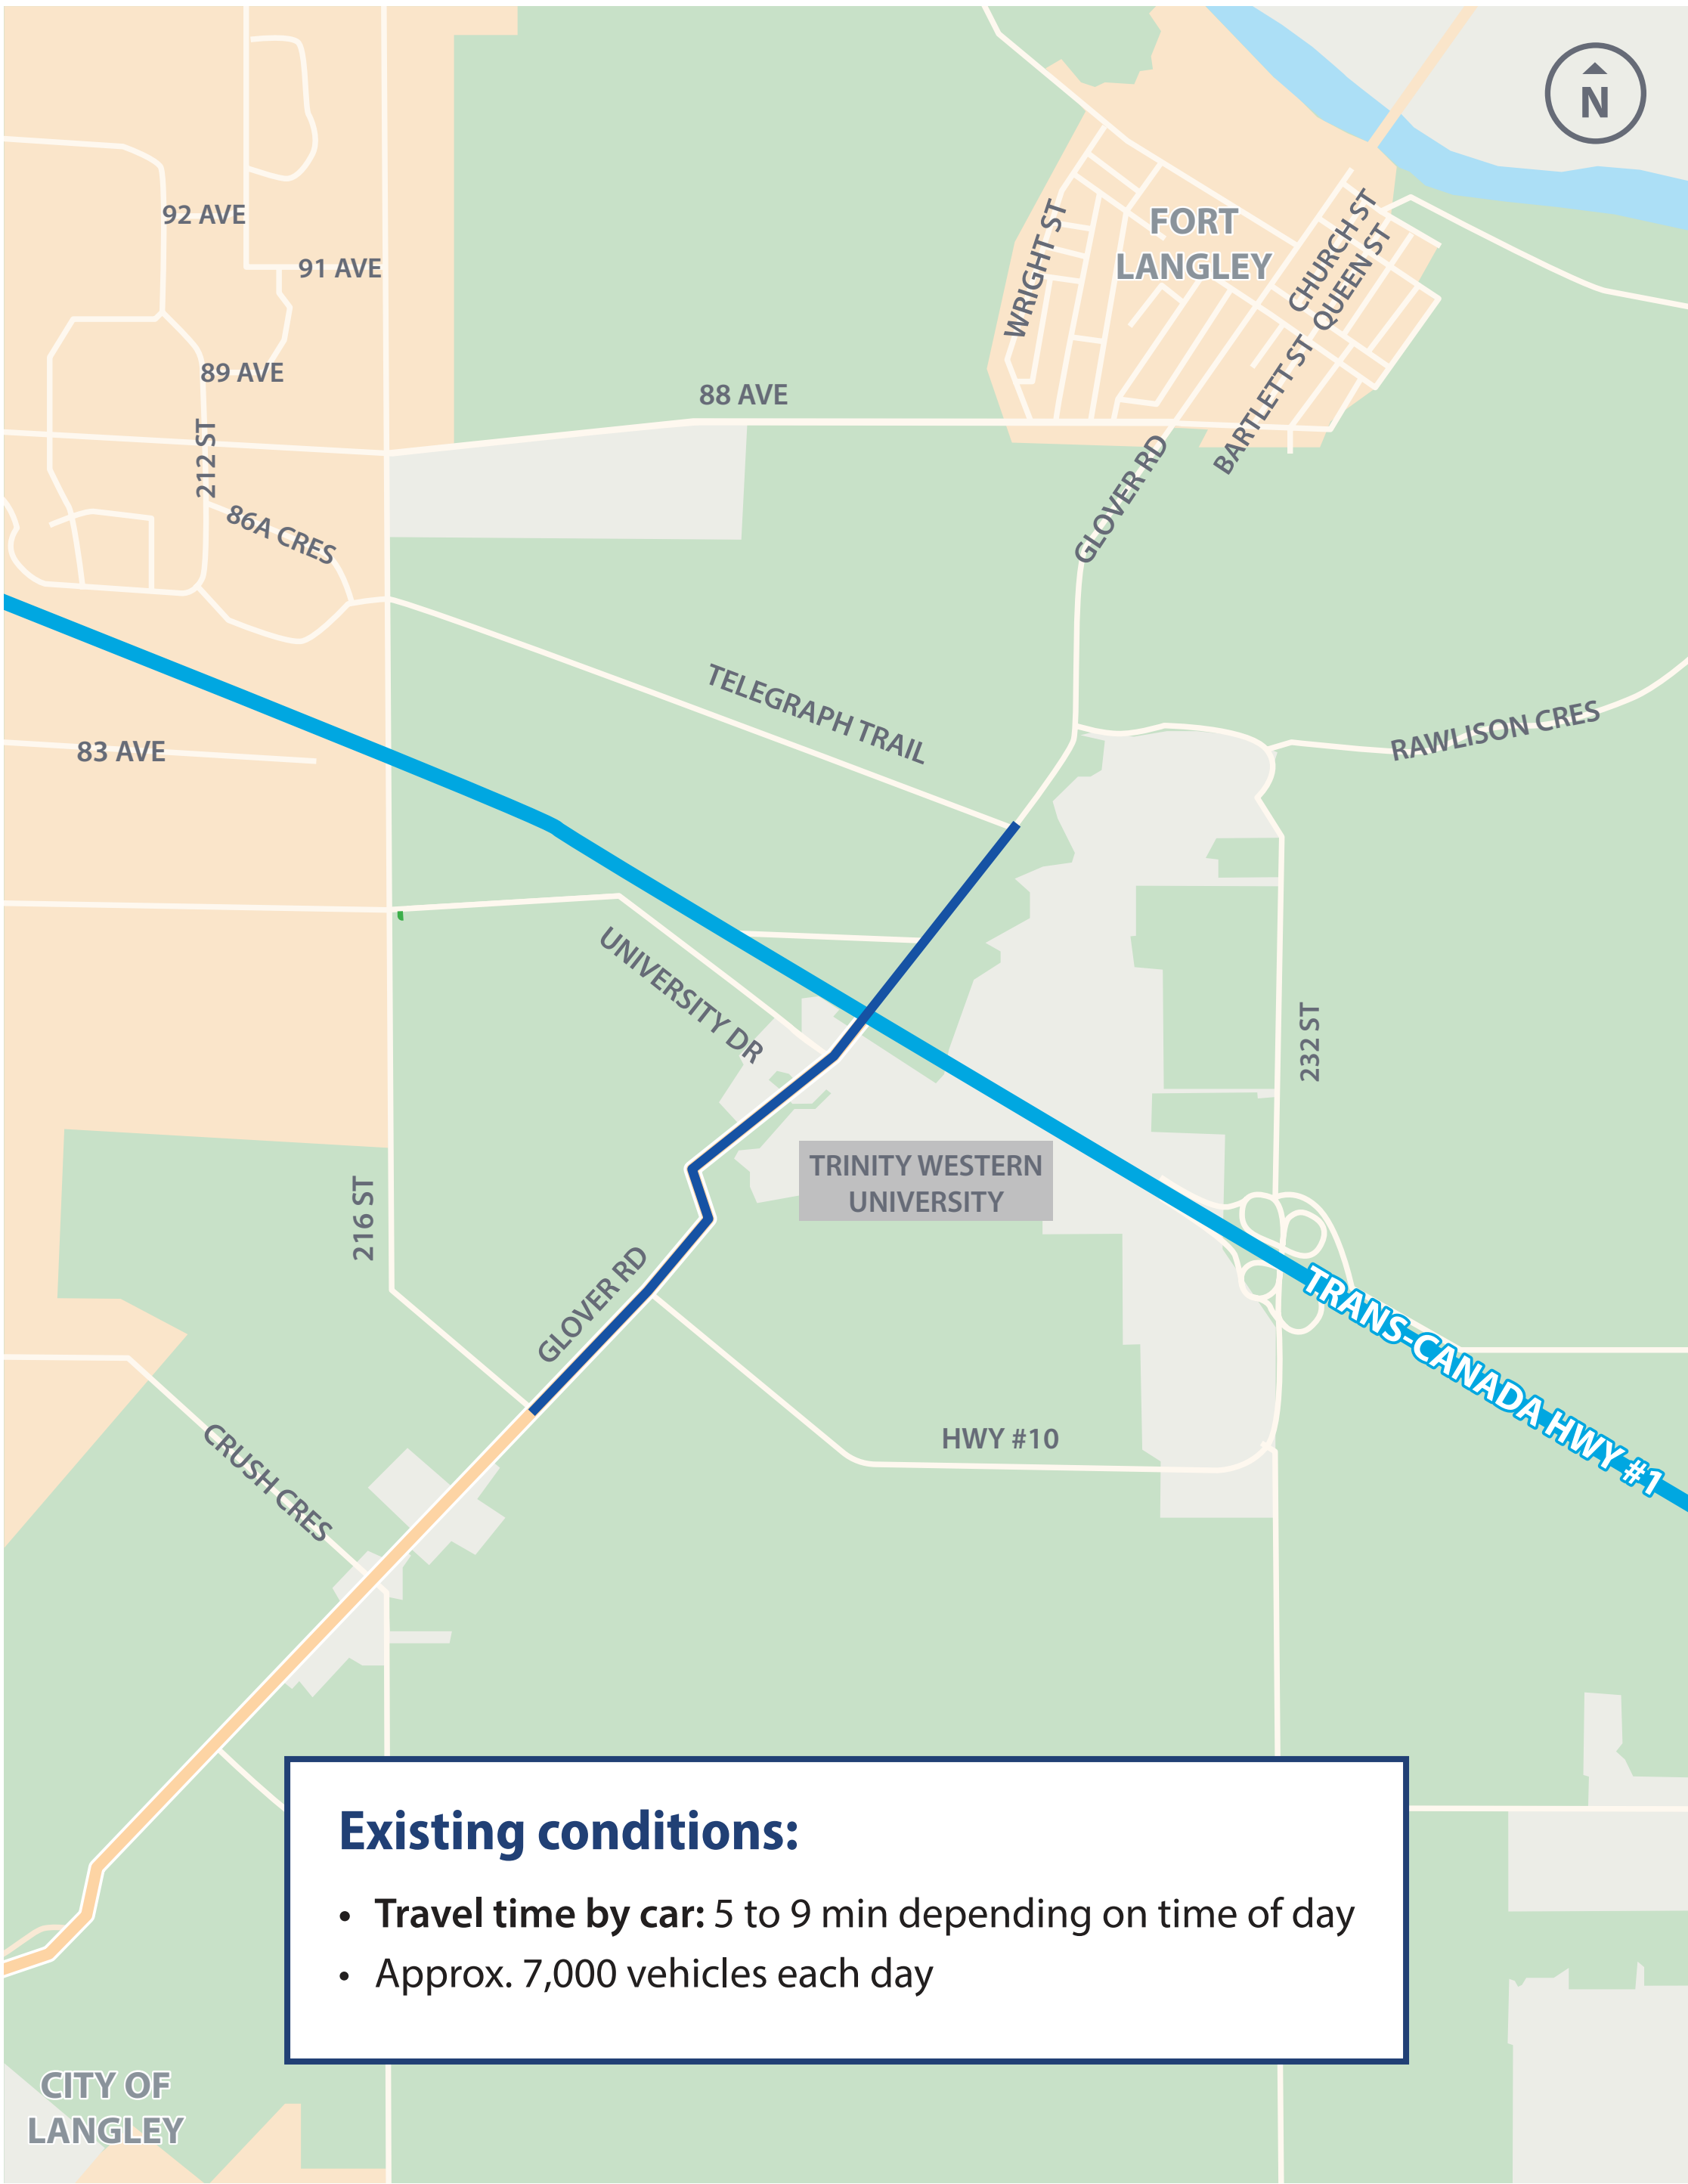 N
92 AVE
91 AVE
89 AVE
88 AVE
212 ST
86A CRES
WRIGHT ST
FORT
LANGLEY
CHURCH ST
QUEEN ST
BARTLETT ST
GLOVER RD
TELEGRAPH TRAIL
RAWLISON CRES
83 AVE
UNIVERSITY DR
232 ST
TRINITY WESTERN
UNIVERSITY
216 ST
GLOVER RD
TRANS-CANADA HWY #1
HWY #10
CRUSH CRES
Existing conditions:
• Travel time by car: 5 to 9 min depending on time of day
• Approx. 7,000 vehicles each day
CITY OF
LANGLEY